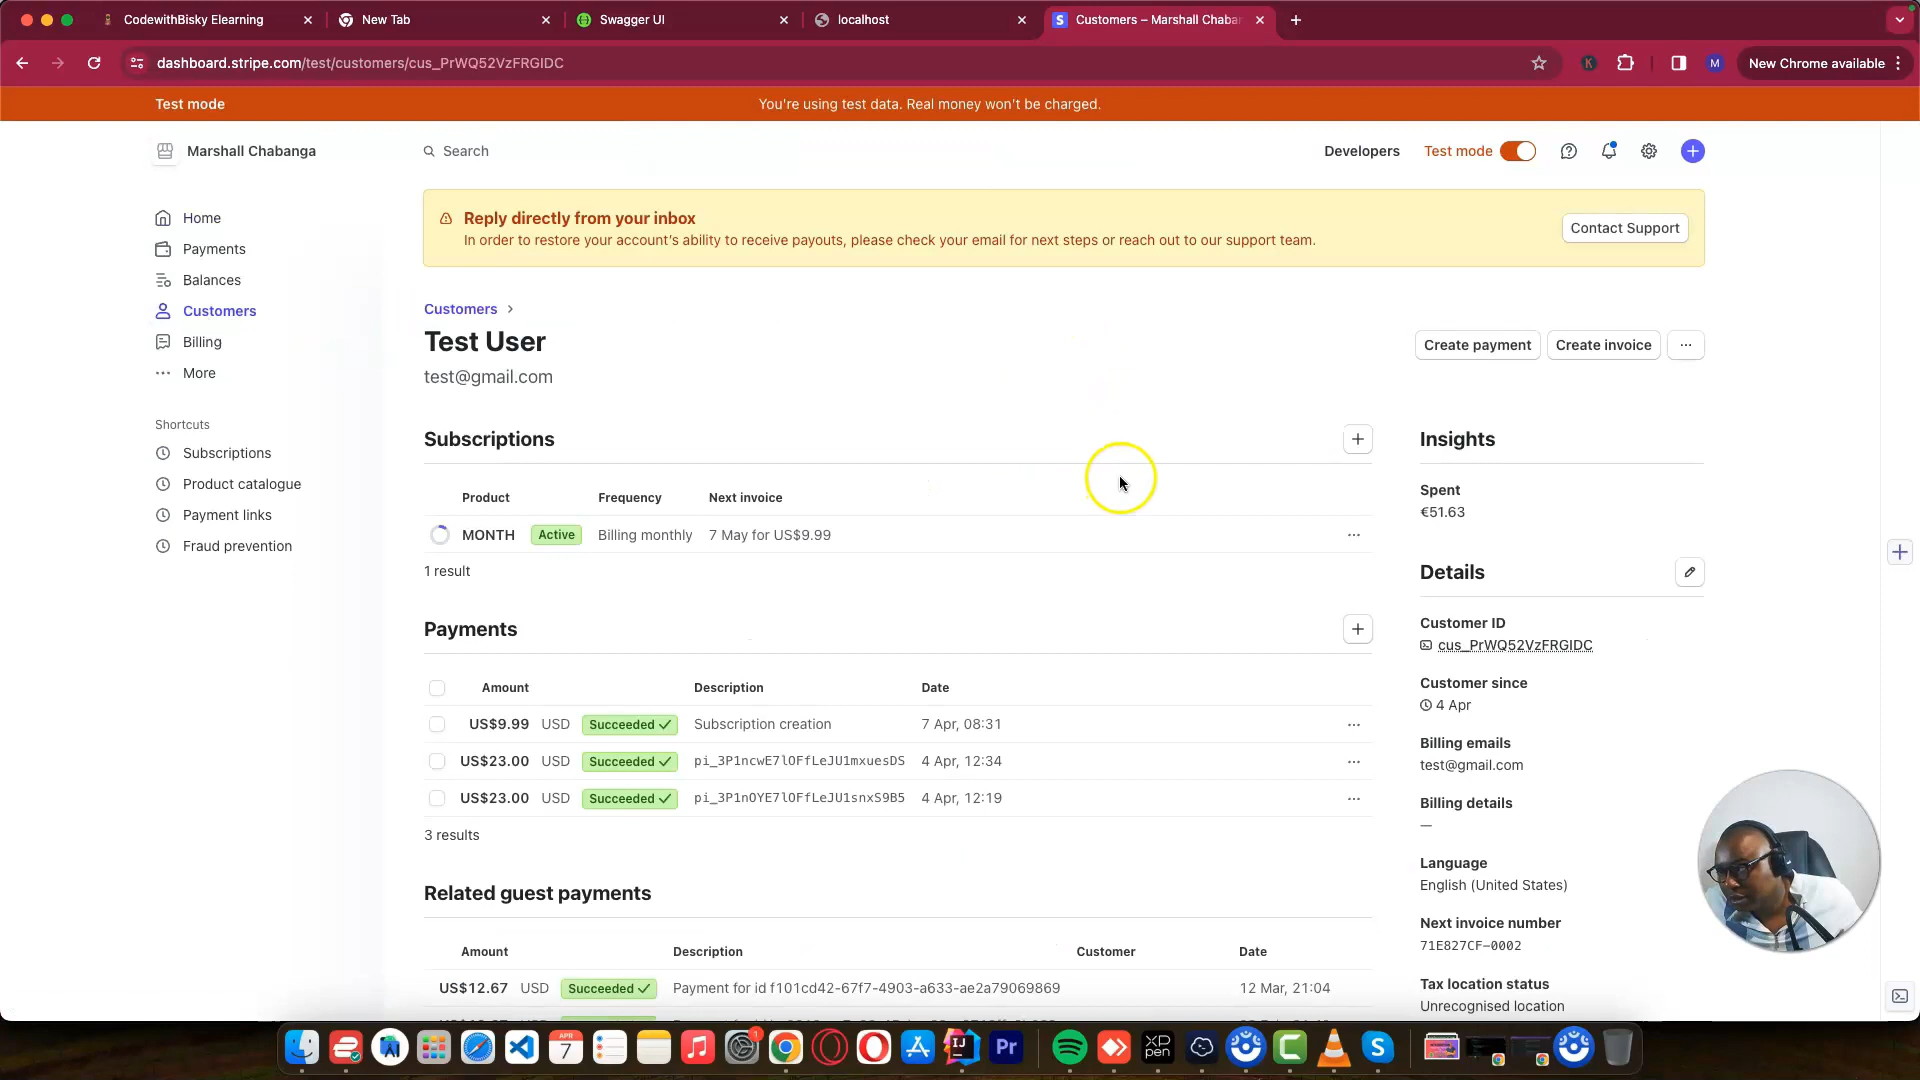 CodewithBisky Elearning
New Tab
Swagger UI
localhost
Customers – Marshall Chaban
dashboard.stripe.com/test/customers/cus_PrWQ52VzFRGIDC
K
M
New Chrome available
Test mode
You're using test data. Real money won't be charged.
Marshall Chabanga
Search
Developers
Test mode
Home
Payments
Balances
Customers
Billing
More
Shortcuts
Subscriptions
Product catalogue
Payment links
Fraud prevention
Reply directly from your inbox
In order to restore your account's ability to receive payouts, please check your email for next steps or reach out to our support team.
Contact Support
Customers
Test User
test@gmail.com
Create payment
Create invoice
Subscriptions
Product Frequency Next invoice
MONTH Active Billing monthly 7 May for US$9.99
1 result
Payments
Amount Description Date
US$9.99 USD Succeeded Subscription creation 7 Apr, 08:31
US$23.00 USD Succeeded pi_3P1ncwE7lOFfLeJU1mxuesDS 4 Apr, 12:34
US$23.00 USD Succeeded pi_3P1nOYE7lOFfLeJU1snxS9B5 4 Apr, 12:19
3 results
Related guest payments
Amount Description Customer Date
US$12.67 USD Succeeded Payment for id f101cd42-67f7-4903-a633-ae2a79069869 12 Mar, 21:04
Insights
Spent
€51.63
Details
Customer ID
cus_PrWQ52VzFRGIDC
Customer since
4 Apr
Billing emails
test@gmail.com
Billing details
—
Language
English (United States)
Next invoice number
71E827CF-0002
Tax location status
Unrecognised location
APR
7
1
IJ
Pr
XP
pen